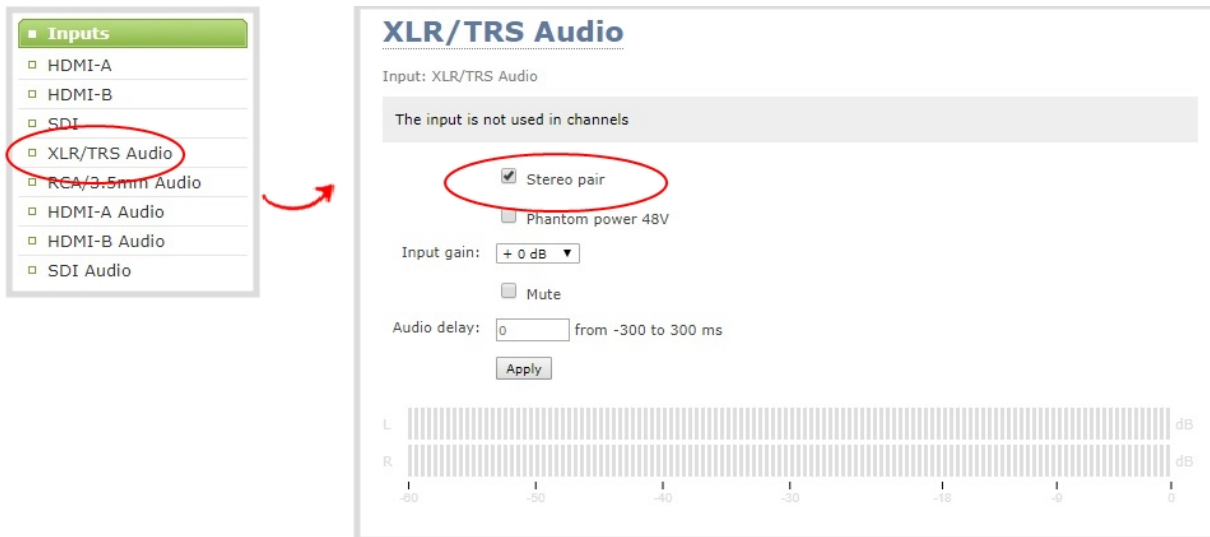 Inputs
HDMI-A
HDMI-B
SDI
XLR/TRS Audio
RCA/3.5mm Audio
HDMI-A Audio
HDMI-B Audio
SDI Audio
XLR/TRS Audio
Input: XLR/TRS Audio
The input is not used in channels
Stereo pair
Phantom power 48V
Input gain: + 0 dB
Mute
Audio delay: 0 from -300 to 300 ms
Apply
L dB
R dB
-60 -50 -40 -30 -18 -9 0